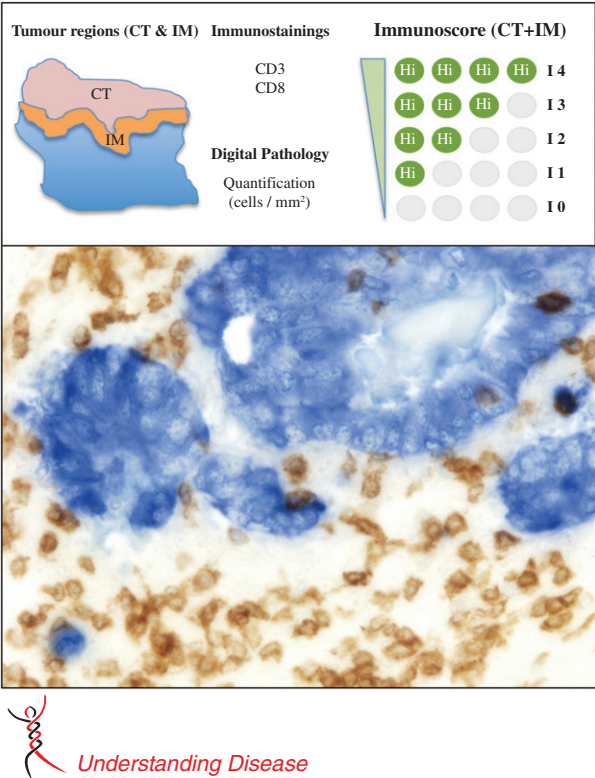 Tumour regions (CT & IM)
Immunostainings
Immunoscore (CT+IM)
CT
IM
CD3
CD8
Digital Pathology
Quantification
(cells / mm²)
Hi Hi Hi Hi I 4
Hi Hi Hi I 3
Hi Hi I 2
Hi I 1
I 0
Understanding Disease